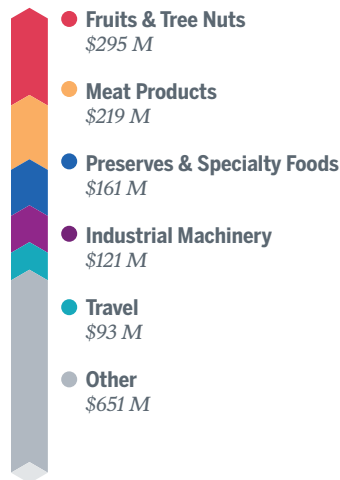 Fruits & Tree Nuts
$295 M
Meat Products
$219 M
Preserves & Specialty Foods
$161 M
Industrial Machinery
$121 M
Travel
$93 M
Other
$651 M